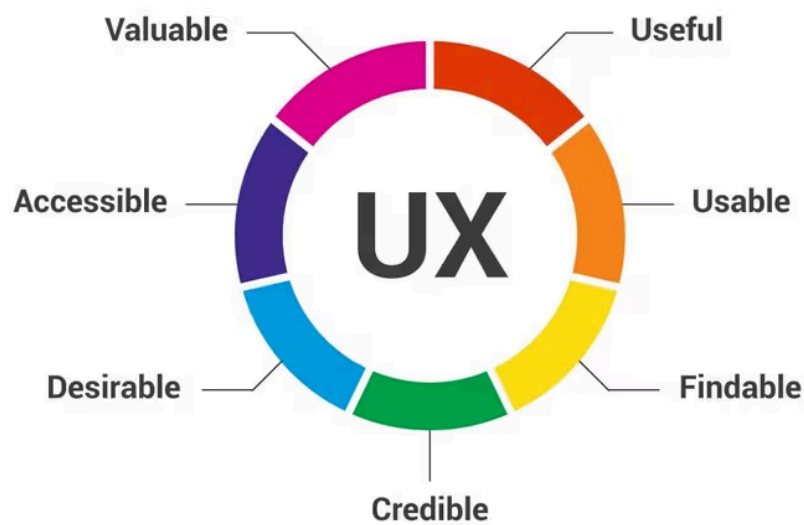 Valuable
Useful
Accessible
UX
Usable
Desirable
Findable
Credible